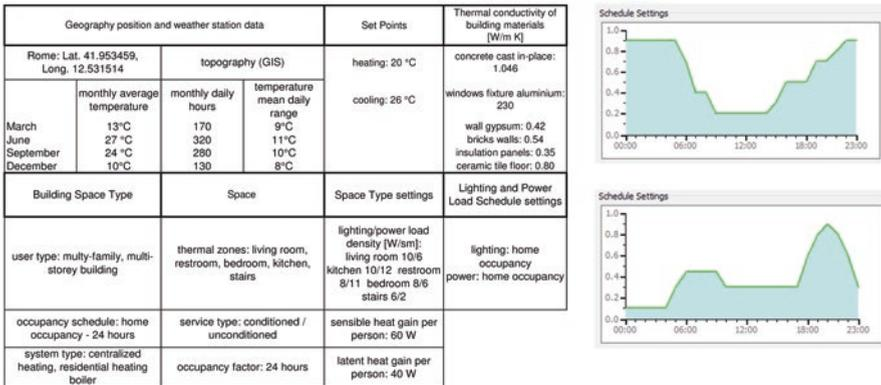 Geography position and weather station data
Set Points
Thermal conductivity of
building materials
[W/m K]
Rome: Lat. 41.953459,
Long. 12.531514
topography (GIS)
heating: 20 °C
cooling: 26 °C
concrete cast in-place:
1.046
windows fixture aluminium:
230
wall gypsum: 0.42
bricks walls: 0.54
insulation panels: 0.35
ceramic tile floor: 0.80
monthly average
temperature
monthly daily
hours
temperature
mean daily
range
March 13°C 170 9°C
June 27 °C 320 11°C
September 24 °C 280 10°C
December 10°C 130 8°C
Building Space Type
Space
Space Type settings
Lighting and Power
Load Schedule settings
user type: multy-family, multi-
storey building
thermal zones: living room,
restroom, bedroom, kitchen,
stairs
lighting/power load
density [W/sm]:
living room 10/6
kitchen 10/12 restroom
8/11 bedroom 8/6
stairs 6/2
lighting: home
occupancy
power: home occupancy
occupancy schedule: home
occupancy - 24 hours
service type: conditioned /
unconditioned
sensible heat gain per
person: 60 W
system type: centralized
heating, residential heating
boiler
occupancy factor: 24 hours
latent heat gain per
person: 40 W
Schedule Settings
1.0
0.8
0.6
0.4
0.2
0.0
00:00 06:00 12:00 18:00 23:00
Schedule Settings
1.0
0.8
0.6
0.4
0.2
0.0
00:00 06:00 12:00 18:00 23:00